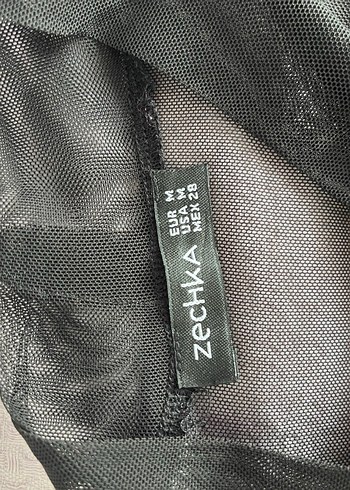 EUR M
USA M
MEX 28
zechka